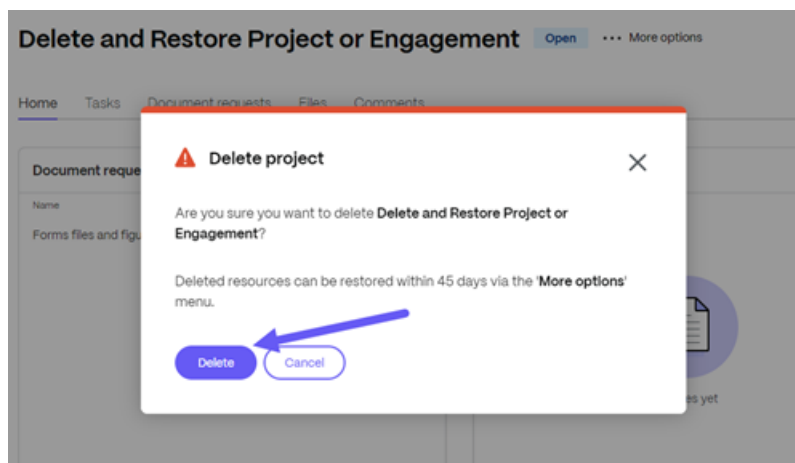 Delete and Restore Project or Engagement Open ••• More options
Home Tasks Document requests Files Comments
Document reque
Name
Forms files and figu
Delete project
Are you sure you want to delete Delete and Restore Project or
Engagement?
Deleted resources can be restored within 45 days via the 'More options'
menu.
Delete Cancel
es yet